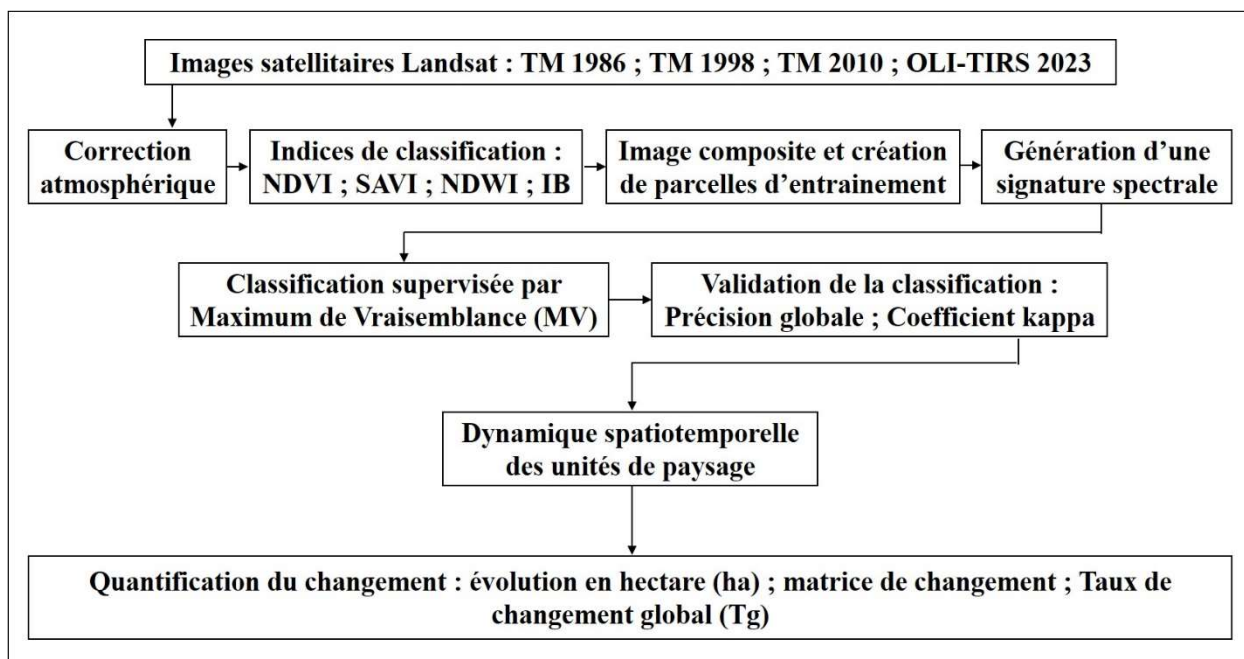 Images satellitaires Landsat : TM 1986 ; TM 1998 ; TM 2010 ; OLI-TIRS 2023
Correction
atmosphérique
Indices de classification :
NDVI ; SAVI ; NDWI ; IB
Image composite et création
de parcelles d’entrainement
Génération d’une
signature spectrale
Classification supervisée par
Maximum de Vraisemblance (MV)
Validation de la classification :
Précision globale ; Coefficient kappa
Dynamique spatiotemporelle
des unités de paysage
Quantification du changement : évolution en hectare (ha) ; matrice de changement ; Taux de
changement global (Tg)